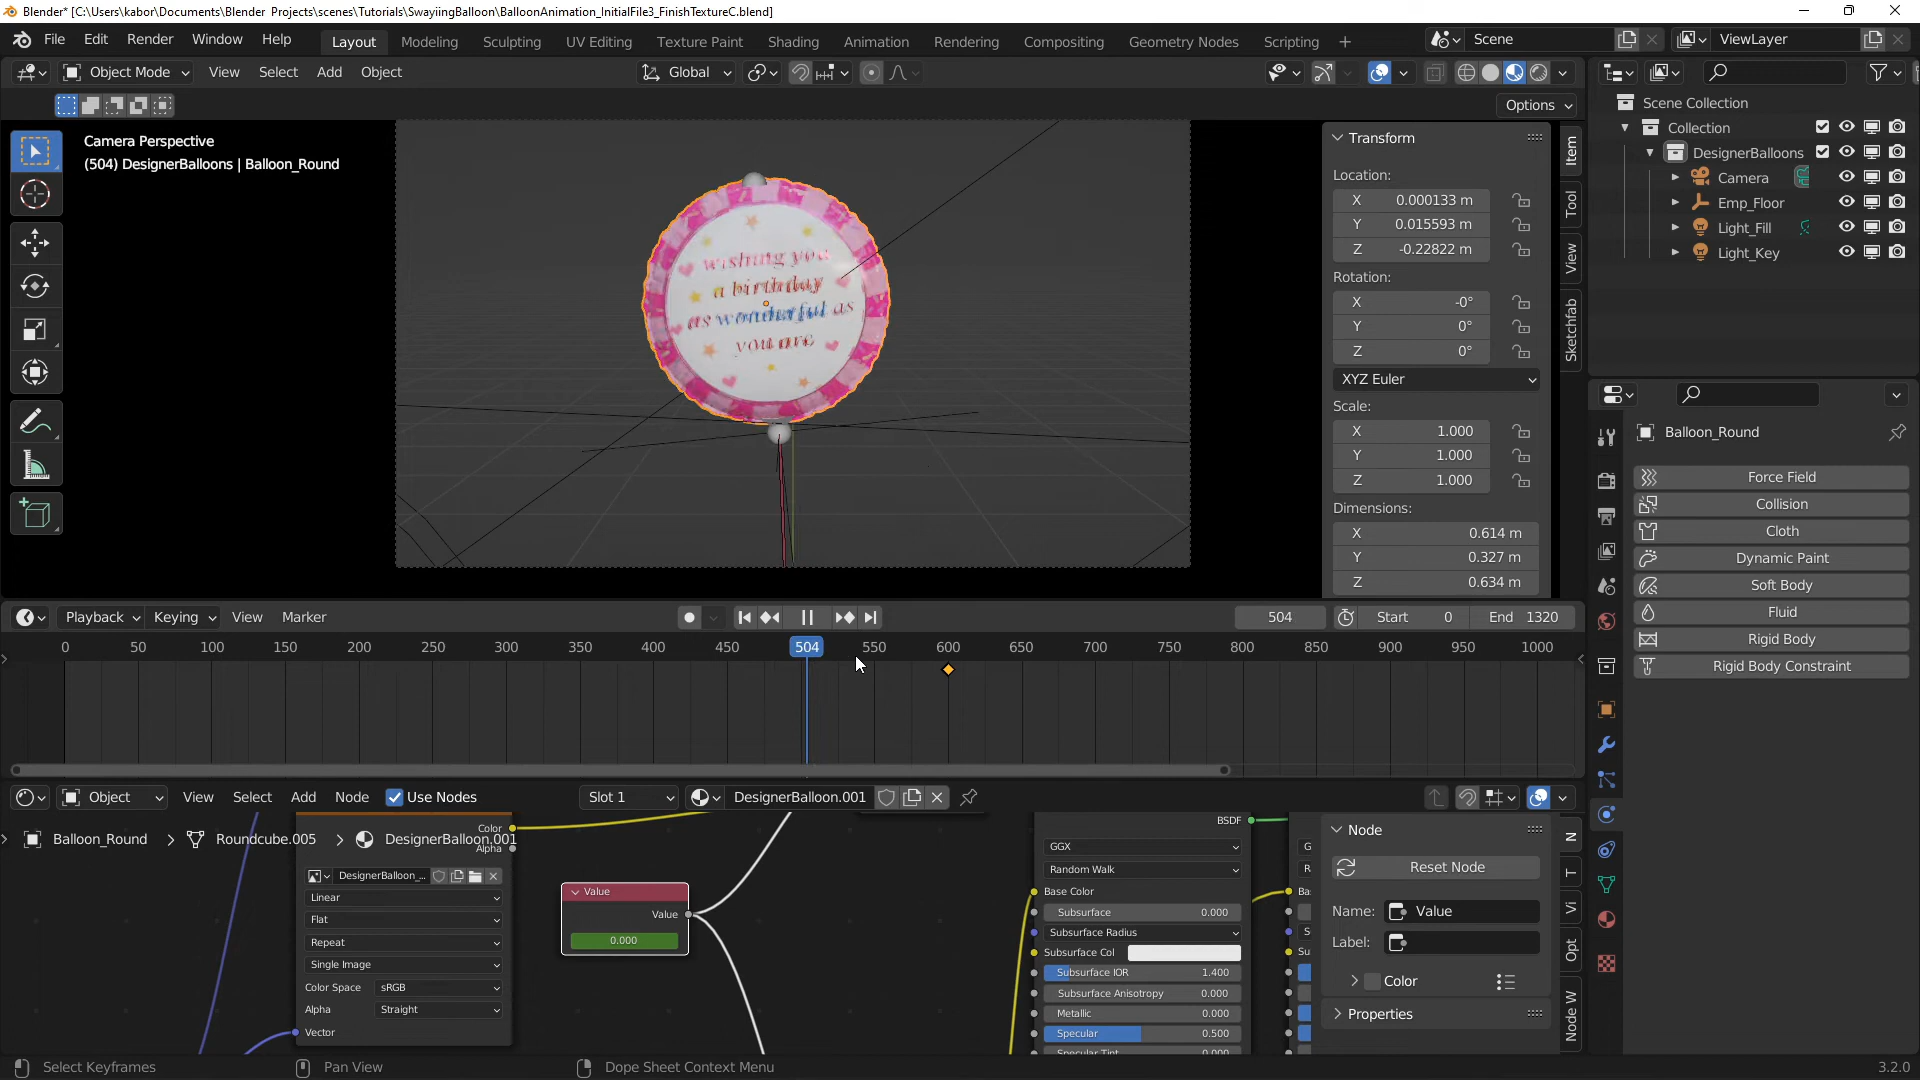 Blender* [C:\Users\kabor\Documents\Blender Projects\scenes\Tutorials\SwayiingBalloon\BalloonAnimation_InitialFile3_FinishTextureC.blend]
File Edit Render Window Help Layout Modeling Sculpting UV Editing Texture Paint Shading Animation Rendering Compositing Geometry Nodes Scripting + Scene ViewLayer
Object Mode View Select Add Object Global
Options
Camera Perspective
(504) DesignerBalloons | Balloon_Round
wishing you
a birthday
as wonderful as
you are
Transform
Location:
X 0.000133 m
Y 0.015593 m
Z -0.22822 m
Rotation:
X -0°
Y 0°
Z 0°
XYZ Euler
Scale:
X 1.000
Y 1.000
Z 1.000
Dimensions:
X 0.614 m
Y 0.327 m
Z 0.634 m
Item
Tool
View
Sketchfab
Scene Collection
Collection
DesignerBalloons
Camera
Emp_Floor
Light_Fill
Light_Key
Balloon_Round
Force Field
Collision
Cloth
Dynamic Paint
Soft Body
Fluid
Rigid Body
Rigid Body Constraint
Playback Keying View Marker 504 Start 0 End 1320
0 50 100 150 200 250 300 350 400 450 504 550 600 650 700 750 800 850 900 950 1000
Object View Select Add Node Use Nodes Slot 1 DesignerBalloon.001
Balloon_Round > Roundcube.005 > DesignerBalloon.001
Color
Alpha
DesignerBalloon_...
Linear
Flat
Repeat
Single Image
Color Space sRGB
Alpha Straight
Vector
Value
Value
0.000
BSDF
GGX
Random Walk
Base Color
Subsurface 0.000
Subsurface Radius
Subsurface Col
Subsurface IOR 1.400
Subsurface Anisotropy 0.000
Metallic 0.000
Specular 0.500
Specular Tint 0.000
G
R
Ba
S
Su
Node
Reset Node
Name: Value
Label:
Color
Properties
N
T
Vi
Opt
Node W
Select Keyframes Pan View Dope Sheet Context Menu 3.2.0